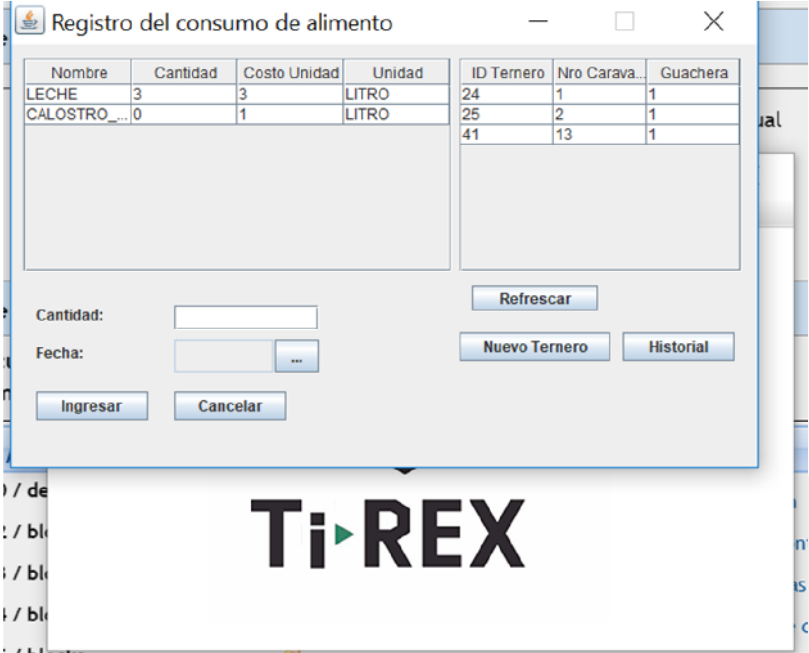 Registro del consumo de alimento
Nombre Cantidad Costo Unidad Unidad
LECHE 3 3 LITRO
CALOSTRO_... 0 1 LITRO
ID Ternero Nro Carava... Guachera
24 1 1
25 2 1
41 13 1
Refrescar
Cantidad:
Nuevo Ternero Historial
Fecha: ...
Ingresar Cancelar
Ti REX